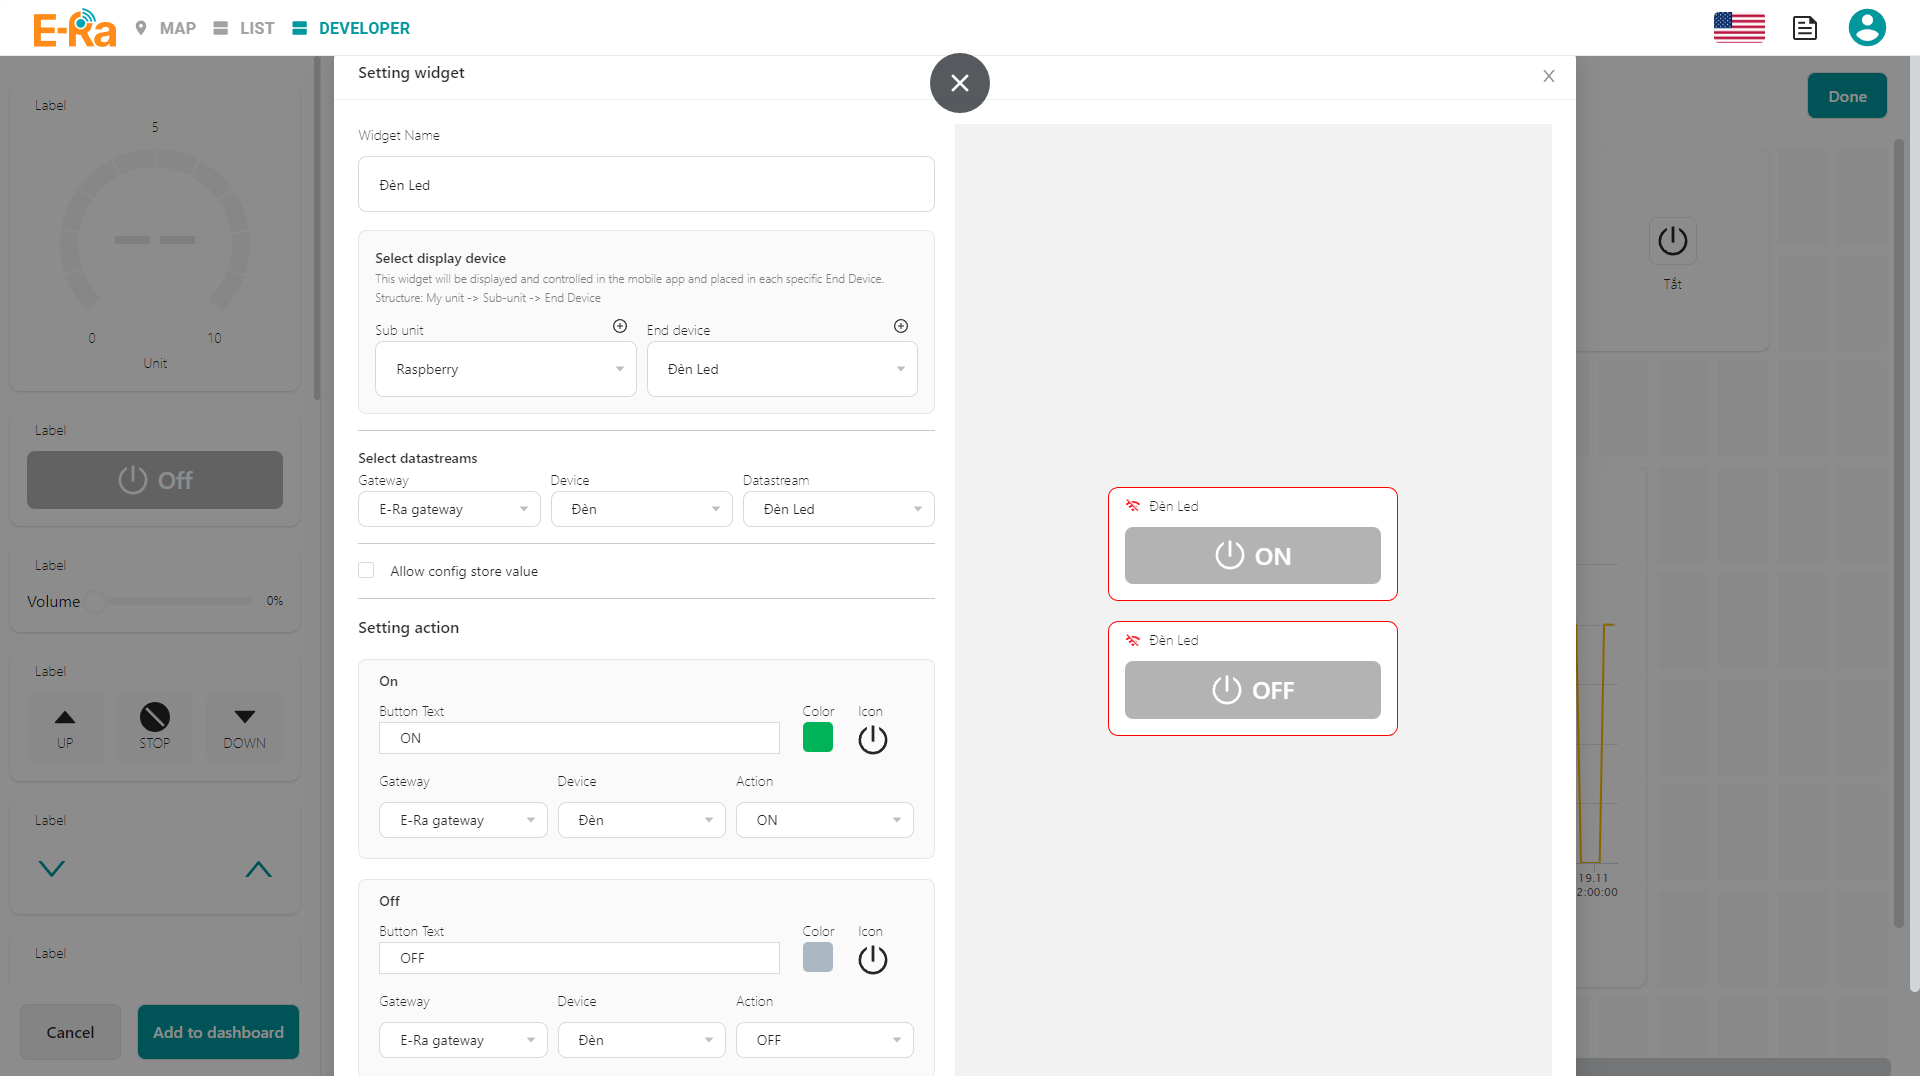 E-Ra
MAP
LIST
DEVELOPER
Label
5
0
10
Unit
Label
Off
Label
Volume
0%
Label
UP
STOP
DOWN
Label
Label
Cancel
Add to dashboard
Setting widget
Widget Name
Đèn Led
Select display device
This widget will be displayed and controlled in the mobile app and placed in each specific End Device.
Structure: My unit -> Sub-unit -> End Device
Sub unit
End device
Raspberry
Đèn Led
Select datastreams
Gateway
Device
Datastream
E-Ra gateway
Đèn
Đèn Led
Allow config store value
Setting action
On
Button Text
Color
Icon
ON
Gateway
Device
Action
E-Ra gateway
Đèn
ON
Off
Button Text
Color
Icon
OFF
Gateway
Device
Action
E-Ra gateway
Đèn
OFF
Đèn Led
ON
Đèn Led
OFF
Done
Tắt
19.11
2:00:00